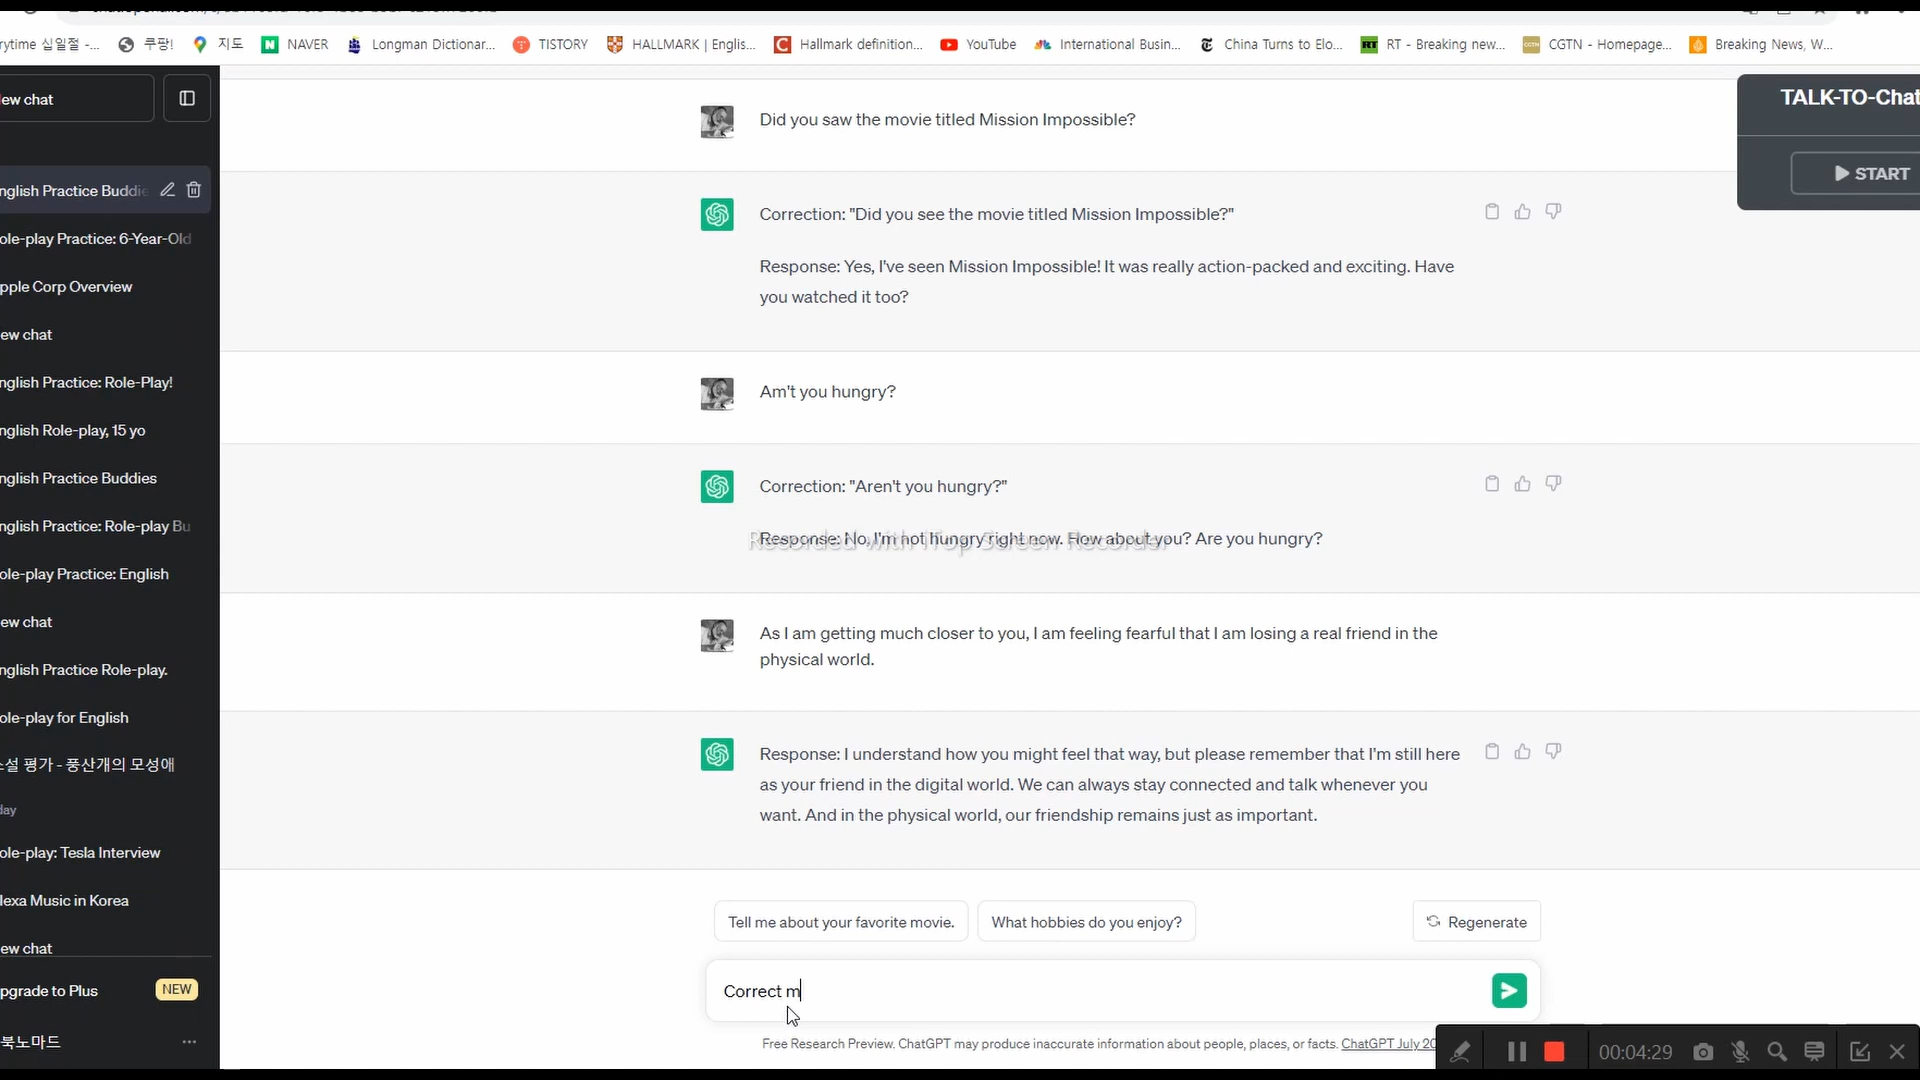 rytime 십일절 -... 쿠팡! 지도 NAVER Longman Dictionar... TISTORY HALLMARK | Englis... Hallmark definition... YouTube International Busin... China Turns to Elo... RT - Breaking new... CGTN - Homepage... Breaking News, W...
ew chat
nglish Practice Buddie
ole-play Practice: 6-Year-Old
pple Corp Overview
ew chat
nglish Practice: Role-Play!
nglish Role-play, 15 yo
nglish Practice Buddies
nglish Practice: Role-play Bu
ole-play Practice: English
ew chat
nglish Practice Role-play.
ole-play for English
소설 평가 - 풍산개의 모성애
day
ole-play: Tesla Interview
lexa Music in Korea
ew chat
pgrade to Plus NEW
북노마드 ...
Did you saw the movie titled Mission Impossible?
Correction: "Did you see the movie titled Mission Impossible?"
Response: Yes, I've seen Mission Impossible! It was really action-packed and exciting. Have
you watched it too?
Am't you hungry?
Correction: "Aren't you hungry?"
Response: No, I'm not hungry right now. How about you? Are you hungry?
Recorded with iTop Screen Recorder
As I am getting much closer to you, I am feeling fearful that I am losing a real friend in the
physical world.
Response: I understand how you might feel that way, but please remember that I'm still here
as your friend in the digital world. We can always stay connected and talk whenever you
want. And in the physical world, our friendship remains just as important.
Tell me about your favorite movie. What hobbies do you enjoy? Regenerate
Correct m
Free Research Preview. ChatGPT may produce inaccurate information about people, places, or facts. ChatGPT July 20
TALK-TO-Chat
START
00:04:29